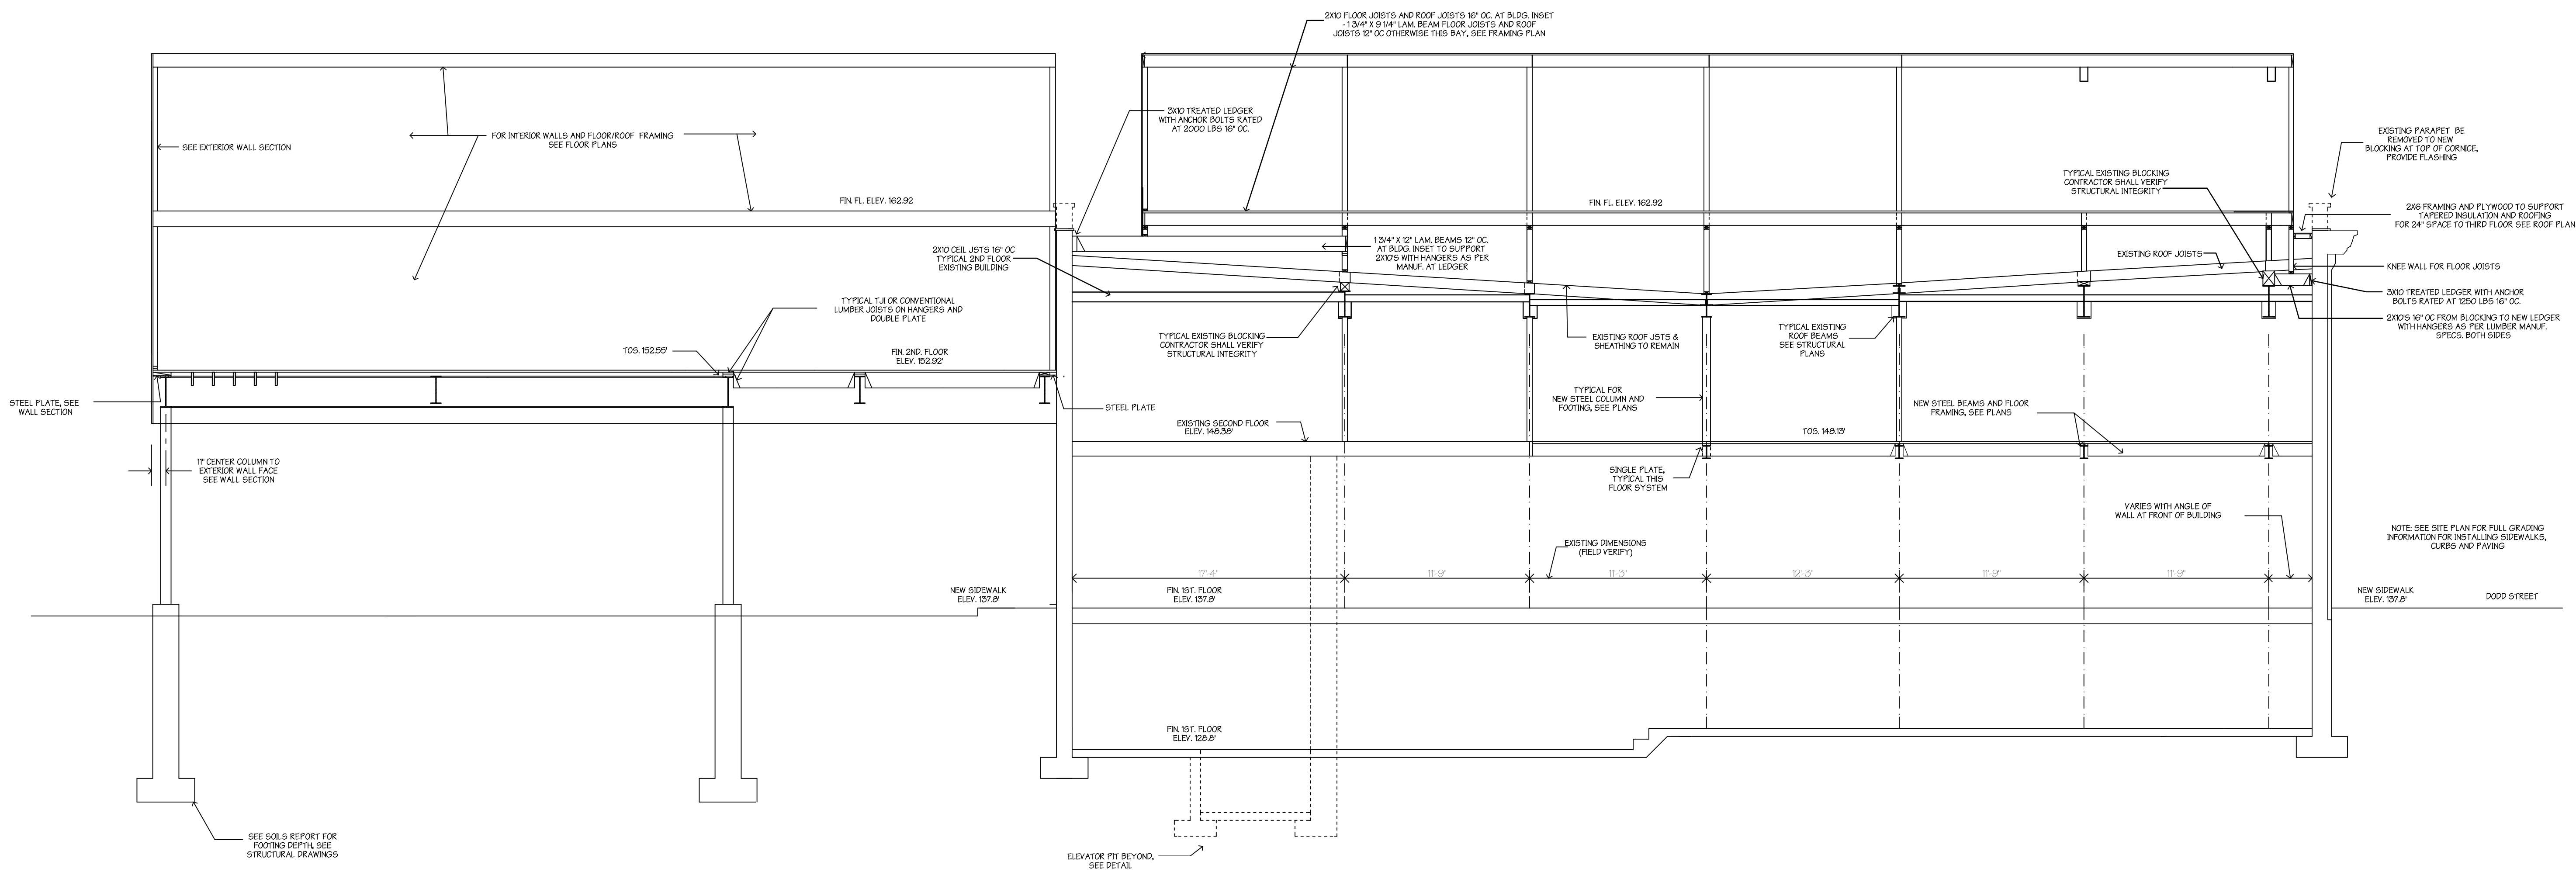 2X10 FLOOR JOISTS AND ROOF JOISTS 16" OC. AT BLDG. INSET
- 1 3/4" X 9 1/4" LAM. BEAM FLOOR JOISTS AND ROOF
JOISTS 12" OC OTHERWISE THIS BAY, SEE FRAMING PLAN
3X10 TREATED LEDGER
WITH ANCHOR BOLTS RATED
AT 2000 LBS 16" OC.
FOR INTERIOR WALLS AND FLOOR/ROOF FRAMING
SEE FLOOR PLANS
SEE EXTERIOR WALL SECTION
EXISTING PARAPET BE
REMOVED TO NEW
BLOCKING AT TOP OF CORNICE,
PROVIDE FLASHING
TYPICAL EXISTING BLOCKING
CONTRACTOR SHALL VERIFY
STRUCTURAL INTEGRITY
FIN. FL. ELEV. 162.92
FIN. FL. ELEV. 162.92
2X6 FRAMING AND PLYWOOD TO SUPPORT
TAPERED INSULATION AND ROOFING
FOR 24" SPACE TO THIRD FLOOR SEE ROOF PLAN
2X10 CEIL JSTS 16" OC
TYPICAL 2ND FLOOR
EXISTING BUILDING
1 3/4" X 12" LAM. BEAMS 12" OC.
AT BLDG. INSET TO SUPPORT
2X10'S WITH HANGERS AS PER
MANUF. AT LEDGER
EXISTING ROOF JOISTS
KNEE WALL FOR FLOOR JOISTS
3X10 TREATED LEDGER WITH ANCHOR
BOLTS RATED AT 1250 LBS 16" OC.
TYPICAL TJI OR CONVENTIONAL
LUMBER JOISTS ON HANGERS AND
DOUBLE PLATE
2X10'S 16" OC FROM BLOCKING TO NEW LEDGER
WITH HANGERS AS PER LUMBER MANUF.
SPECS. BOTH SIDES
TYPICAL EXISTING BLOCKING
CONTRACTOR SHALL VERIFY
STRUCTURAL INTEGRITY
EXISTING ROOF JSTS &
SHEATHING TO REMAIN
TYPICAL EXISTING
ROOF BEAMS
SEE STRUCTURAL
PLANS
TOS. 152.55'
FIN. 2ND. FLOOR
ELEV. 152.92'
STEEL PLATE, SEE
WALL SECTION
STEEL PLATE
TYPICAL FOR
NEW STEEL COLUMN AND
FOOTING, SEE PLANS
NEW STEEL BEAMS AND FLOOR
FRAMING, SEE PLANS
EXISTING SECOND FLOOR
ELEV. 148.38'
TOS. 148.13'
11" CENTER COLUMN TO
EXTERIOR WALL FACE
SEE WALL SECTION
SINGLE PLATE,
TYPICAL THIS
FLOOR SYSTEM
VARIES WITH ANGLE OF
WALL AT FRONT OF BUILDING
NOTE: SEE SITE PLAN FOR FULL GRADING
INFORMATION FOR INSTALLING SIDEWALKS,
CURBS AND PAVING
EXISTING DIMENSIONS
(FIELD VERIFY)
17'-4"
11'-9"
11'-3"
12'-3"
11'-9"
11'-9"
NEW SIDEWALK
ELEV. 137.8'
FIN. 1ST. FLOOR
ELEV. 137.8'
NEW SIDEWALK
ELEV. 137.8'
DODD STREET
FIN. 1ST. FLOOR
ELEV. 128.8'
SEE SOILS REPORT FOR
FOOTING DEPTH, SEE
STRUCTURAL DRAWINGS
ELEVATOR PIT BEYOND,
SEE DETAIL